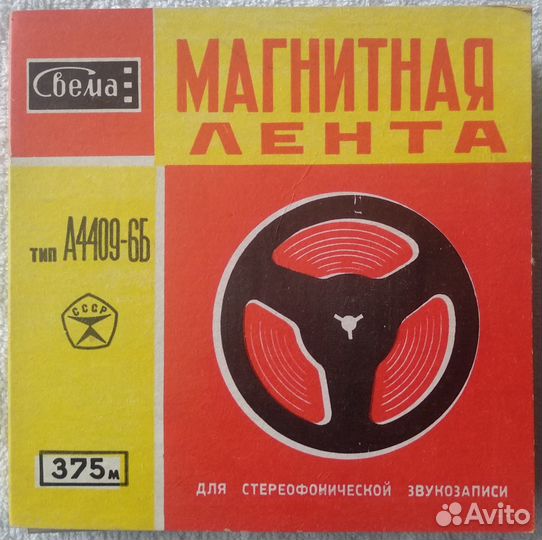 Свема
МАГНИТНАЯ
ЛЕНТА
тип А4409-6Б
СССР
375м
ДЛЯ СТЕРЕОФОНИЧЕСКОЙ ЗВУКОЗАПИСИ
Avito